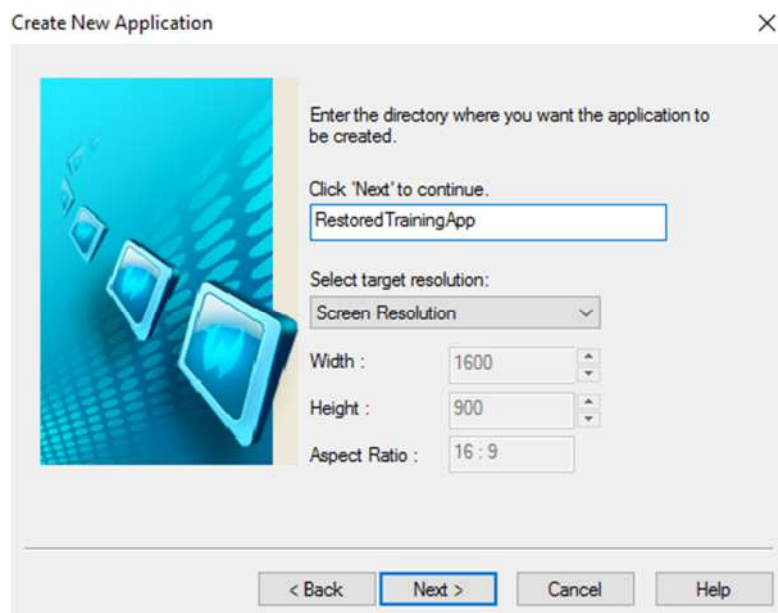 Create New Application
Enter the directory where you want the application to
be created.
Click 'Next' to continue.
RestoredTrainingApp
Select target resolution:
Screen Resolution
Width :
1600
Height :
900
Aspect Ratio :
16 : 9
< Back
Next >
Cancel
Help